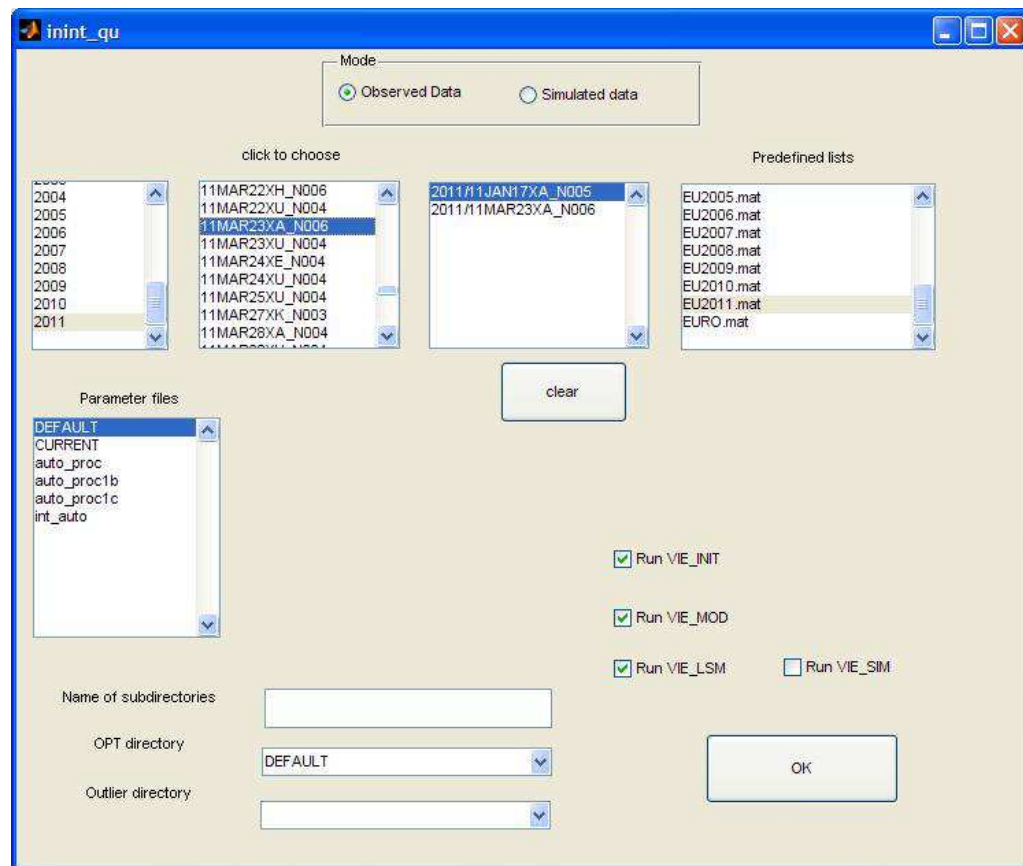 inint_qu
Mode
Observed Data
Simulated data
click to choose
Predefined lists
2004
2005
2006
2007
2008
2009
2010
2011
11MAR22XH_N006
11MAR22XU_N004
11MAR23XA_N006
11MAR23XU_N004
11MAR24XE_N004
11MAR24XU_N004
11MAR25XU_N004
11MAR27XK_N003
11MAR28XA_N004
2011/11JAN17XA_N005
2011/11MAR23XA_N006
EU2005.mat
EU2006.mat
EU2007.mat
EU2008.mat
EU2009.mat
EU2010.mat
EU2011.mat
EURO.mat
clear
Parameter files
DEFAULT
CURRENT
auto_proc
auto_proc1b
auto_proc1c
int_auto
Run VIE_INIT
Run VIE_MOD
Run VIE_LSM
Run VIE_SIM
Name of subdirectories
OPT directory
DEFAULT
OK
Outlier directory